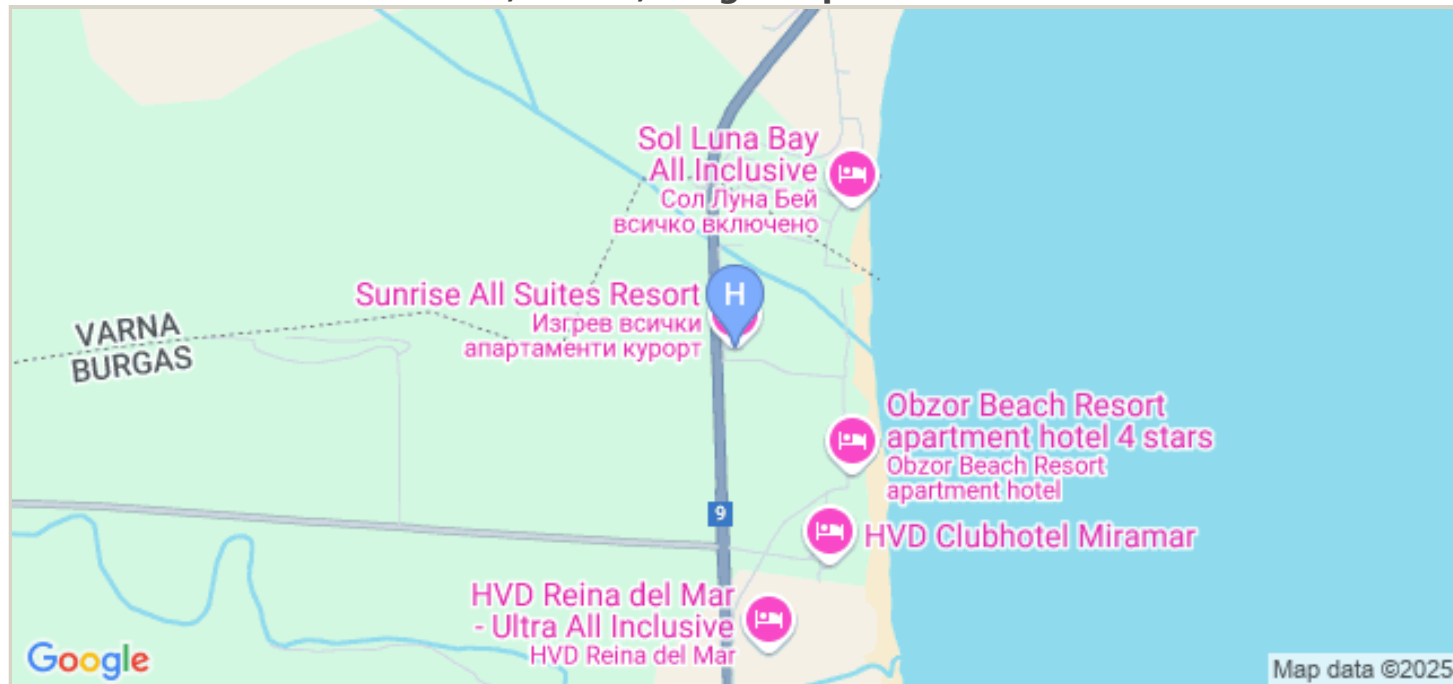 Sol Luna Bay
All Inclusive
Сол Луна Бей
всичко включено
Sunrise All Suites Resort
Изгрев всички
апартаменти курорт
H
VARNA
BURGAS
Obzor Beach Resort
apartment hotel 4 stars
Obzor Beach Resort
apartment hotel
9
HVD Clubhotel Miramar
HVD Reina del Mar
- Ultra All Inclusive
HVD Reina del Mar
Google
Map data ©2025